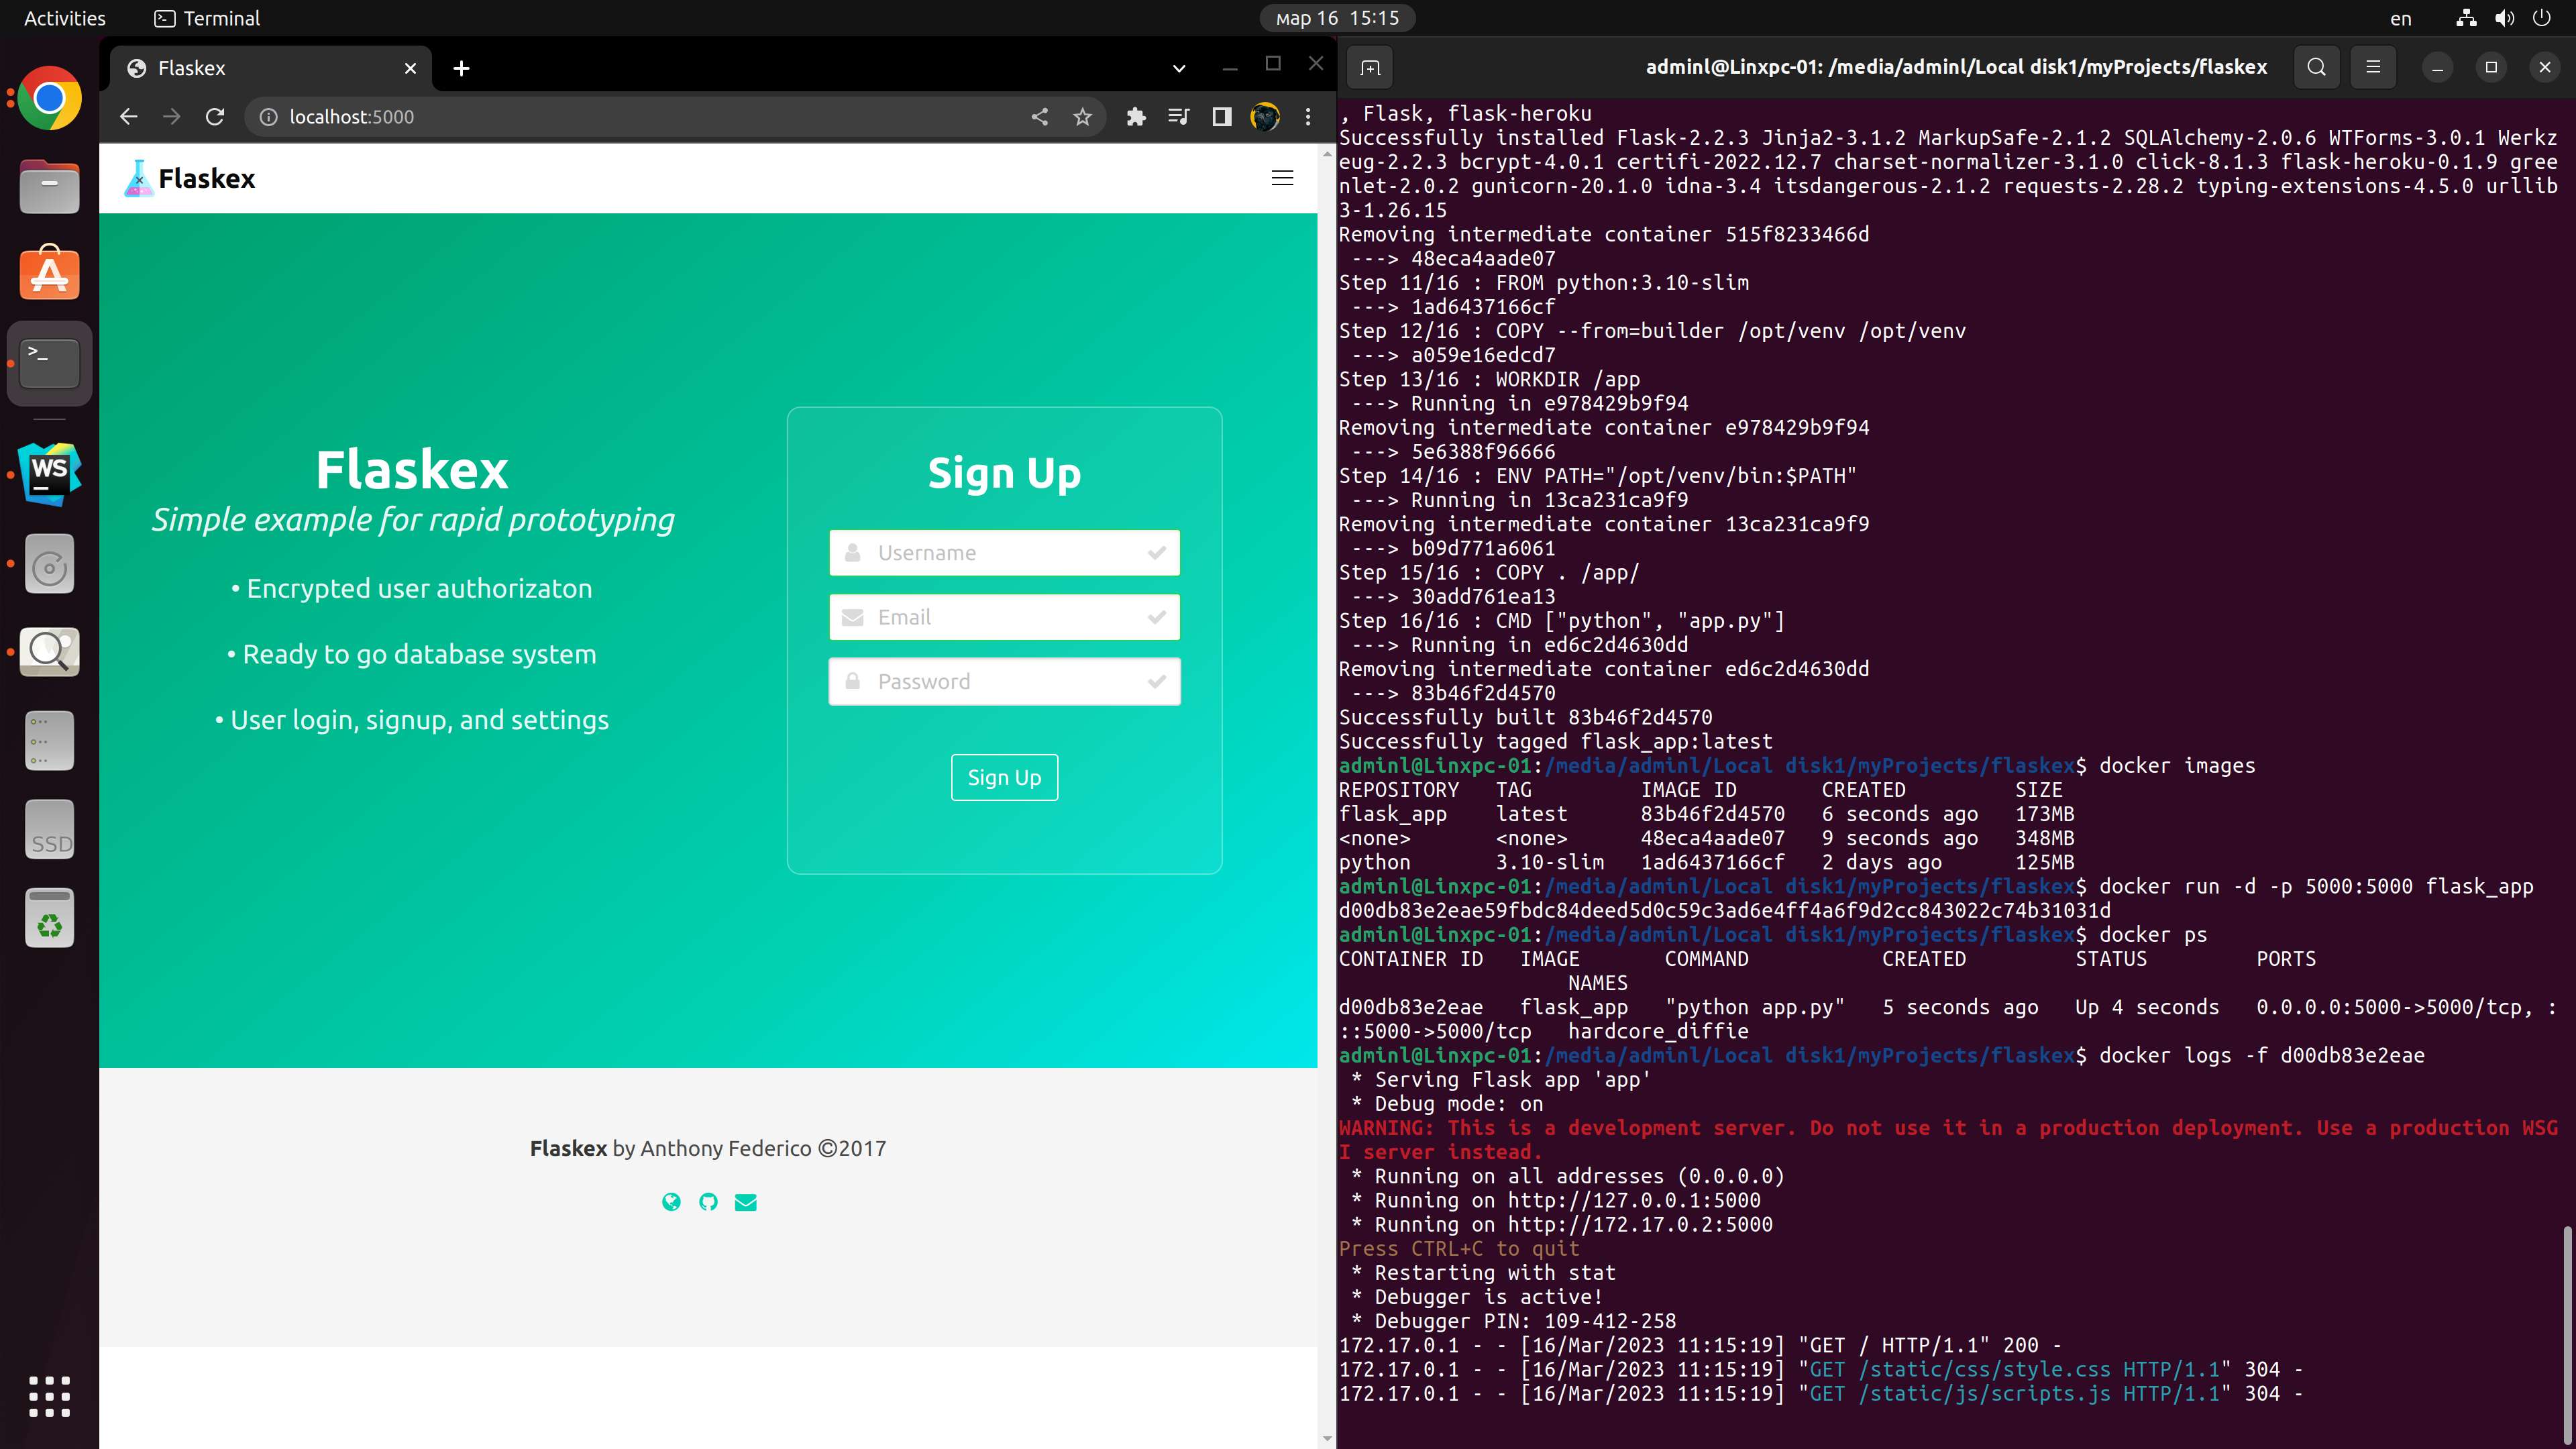 Activities
Terminal
мар 16 15:15
en
Flaskex
localhost:5000
Flaskex
Flaskex
Simple example for rapid prototyping
• Encrypted user authorizaton
• Ready to go database system
• User login, signup, and settings
Sign Up
Username
Email
Password
Sign Up
Flaskex by Anthony Federico ©2017
WS
SSD
adminl@Linxpc-01: /media/adminl/Local disk1/myProjects/flaskex
, Flask, flask-heroku
Successfully installed Flask-2.2.3 Jinja2-3.1.2 MarkupSafe-2.1.2 SQLAlchemy-2.0.6 WTForms-3.0.1 Werkz
eug-2.2.3 bcrypt-4.0.1 certifi-2022.12.7 charset-normalizer-3.1.0 click-8.1.3 flask-heroku-0.1.9 gree
nlet-2.0.2 gunicorn-20.1.0 idna-3.4 itsdangerous-2.1.2 requests-2.28.2 typing-extensions-4.5.0 urllib
3-1.26.15
Removing intermediate container 515f8233466d
 ---> 48eca4aade07
Step 11/16 : FROM python:3.10-slim
 ---> 1ad6437166cf
Step 12/16 : COPY --from=builder /opt/venv /opt/venv
 ---> a059e16edcd7
Step 13/16 : WORKDIR /app
 ---> Running in e978429b9f94
Removing intermediate container e978429b9f94
 ---> 5e6388f96666
Step 14/16 : ENV PATH="/opt/venv/bin:$PATH"
 ---> Running in 13ca231ca9f9
Removing intermediate container 13ca231ca9f9
 ---> b09d771a6061
Step 15/16 : COPY . /app/
 ---> 30add761ea13
Step 16/16 : CMD ["python", "app.py"]
 ---> Running in ed6c2d4630dd
Removing intermediate container ed6c2d4630dd
 ---> 83b46f2d4570
Successfully built 83b46f2d4570
Successfully tagged flask_app:latest
adminl@Linxpc-01:/media/adminl/Local disk1/myProjects/flaskex$ docker images
REPOSITORY   TAG         IMAGE ID       CREATED         SIZE
flask_app    latest      83b46f2d4570   6 seconds ago   173MB
<none>       <none>      48eca4aade07   9 seconds ago   348MB
python       3.10-slim   1ad6437166cf   2 days ago      125MB
adminl@Linxpc-01:/media/adminl/Local disk1/myProjects/flaskex$ docker run -d -p 5000:5000 flask_app
d00db83e2eae59fbdc84deed5d0c59c3ad6e4ff4a6f9d2cc843022c74b31031d
adminl@Linxpc-01:/media/adminl/Local disk1/myProjects/flaskex$ docker ps
CONTAINER ID   IMAGE       COMMAND           CREATED         STATUS         PORTS
NAMES
d00db83e2eae   flask_app   "python app.py"   5 seconds ago   Up 4 seconds   0.0.0.0:5000->5000/tcp, :
::5000->5000/tcp   hardcore_diffie
adminl@Linxpc-01:/media/adminl/Local disk1/myProjects/flaskex$ docker logs -f d00db83e2eae
 * Serving Flask app 'app'
 * Debug mode: on
WARNING: This is a development server. Do not use it in a production deployment. Use a production WSG
I server instead.
 * Running on all addresses (0.0.0.0)
 * Running on http://127.0.0.1:5000
 * Running on http://172.17.0.2:5000
Press CTRL+C to quit
 * Restarting with stat
 * Debugger is active!
 * Debugger PIN: 109-412-258
172.17.0.1 - - [16/Mar/2023 11:15:19] "GET / HTTP/1.1" 200 -
172.17.0.1 - - [16/Mar/2023 11:15:19] "GET /static/css/style.css HTTP/1.1" 304 -
172.17.0.1 - - [16/Mar/2023 11:15:19] "GET /static/js/scripts.js HTTP/1.1" 304 -